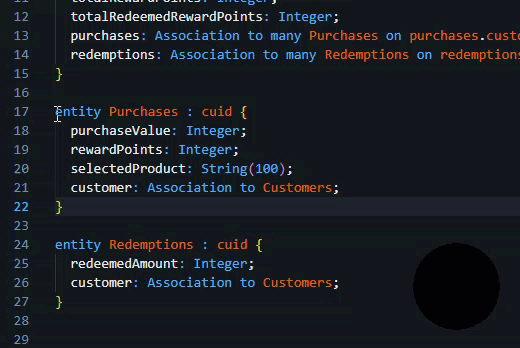 12 totalRedeemedRewardPoints: Integer;
13 purchases: Association to many Purchases on purchases.custo
14 redemptions: Association to many Redemptions on redemptions
15 }
16
17 entity Purchases : cuid {
18 purchaseValue: Integer;
19 rewardPoints: Integer;
20 selectedProduct: String(100);
21 customer: Association to Customers;
22 }
23
24 entity Redemptions : cuid {
25 redeemedAmount: Integer;
26 customer: Association to Customers;
27 }
28
29